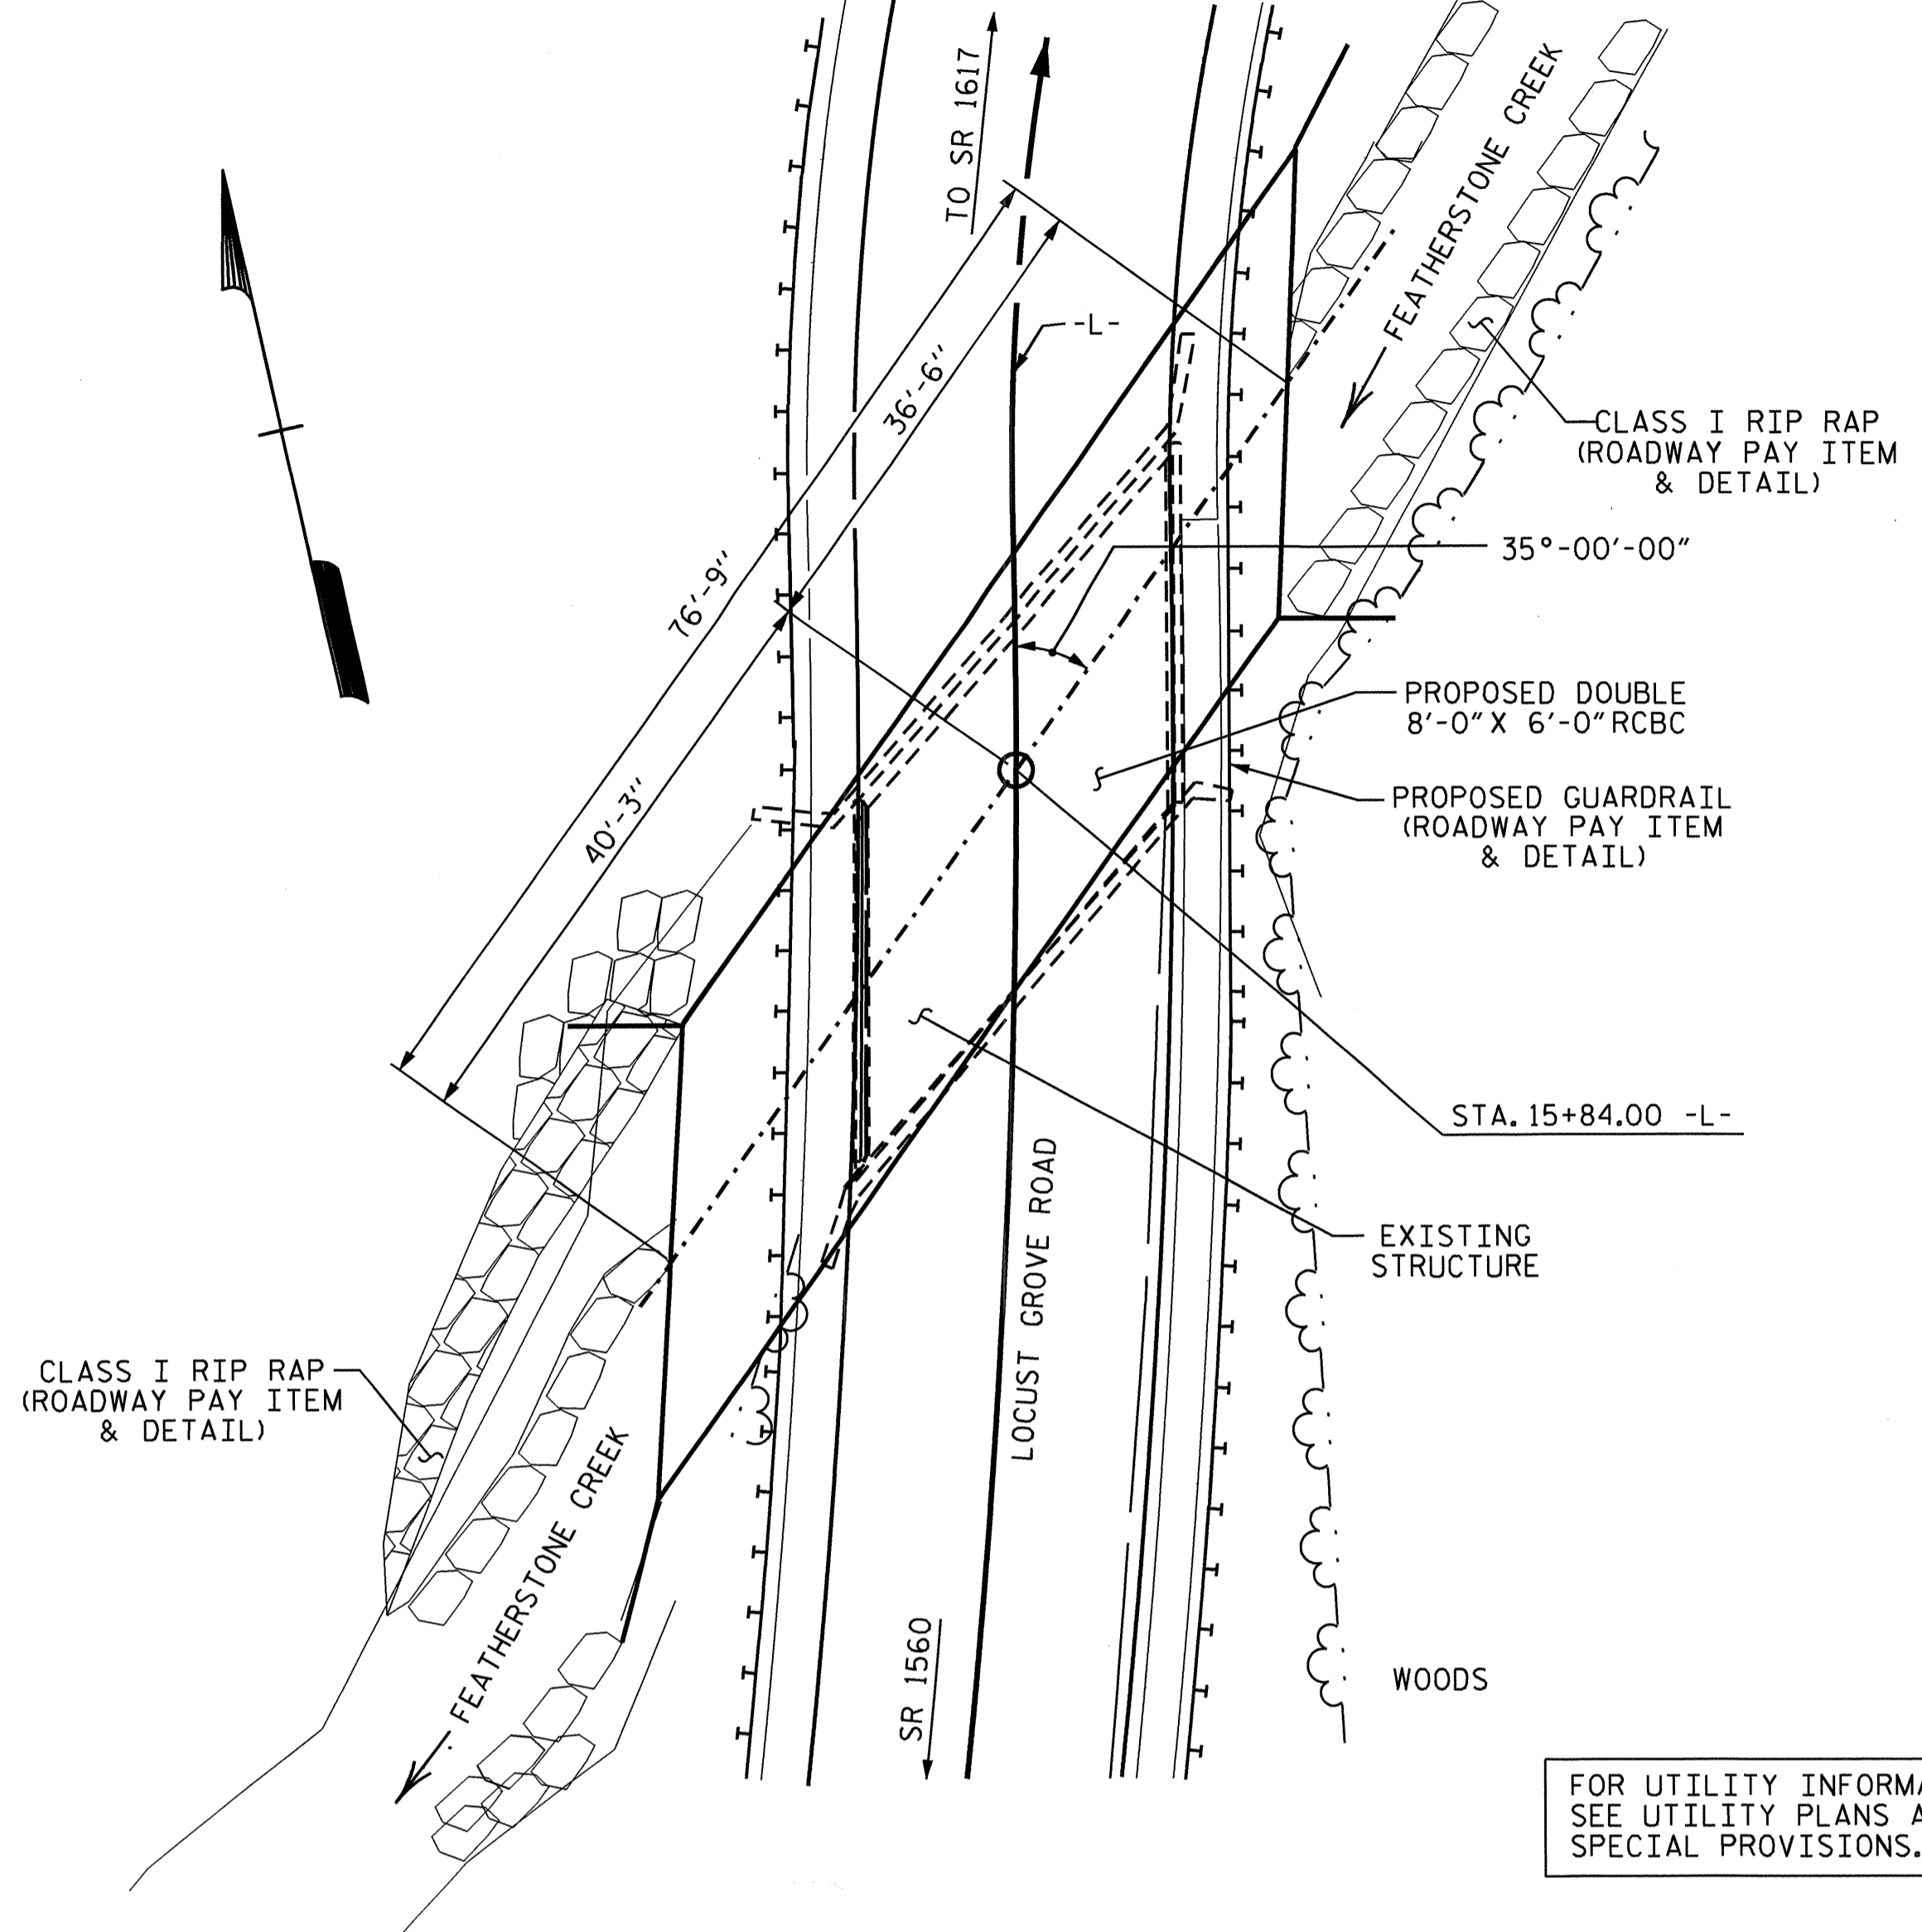 TO SR 1617
FEATHERSTONE CREEK
-L-
36'-6"
76'-9"
40'-3"
CLASS I RIP RAP
(ROADWAY PAY ITEM
& DETAIL)
35°-00'-00"
PROPOSED DOUBLE
8'-0"X 6'-0"RCBC
PROPOSED GUARDRAIL
(ROADWAY PAY ITEM
& DETAIL)
STA. 15+84.00 -L-
LOCUST GROVE ROAD
EXISTING
STRUCTURE
CLASS I RIP RAP
(ROADWAY PAY ITEM
& DETAIL)
FEATHERSTONE CREEK
SR 1560
WOODS
FOR UTILITY INFORMA
SEE UTILITY PLANS A
SPECIAL PROVISIONS.